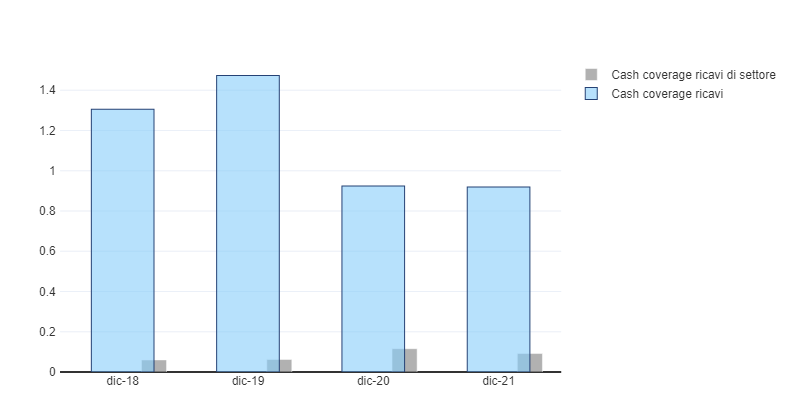 Cash coverage ricavi di settore
Cash coverage ricavi
1.4
1.2
1
0.8
0.6
0.4
0.2
0
dic-18 dic-19 dic-20 dic-21